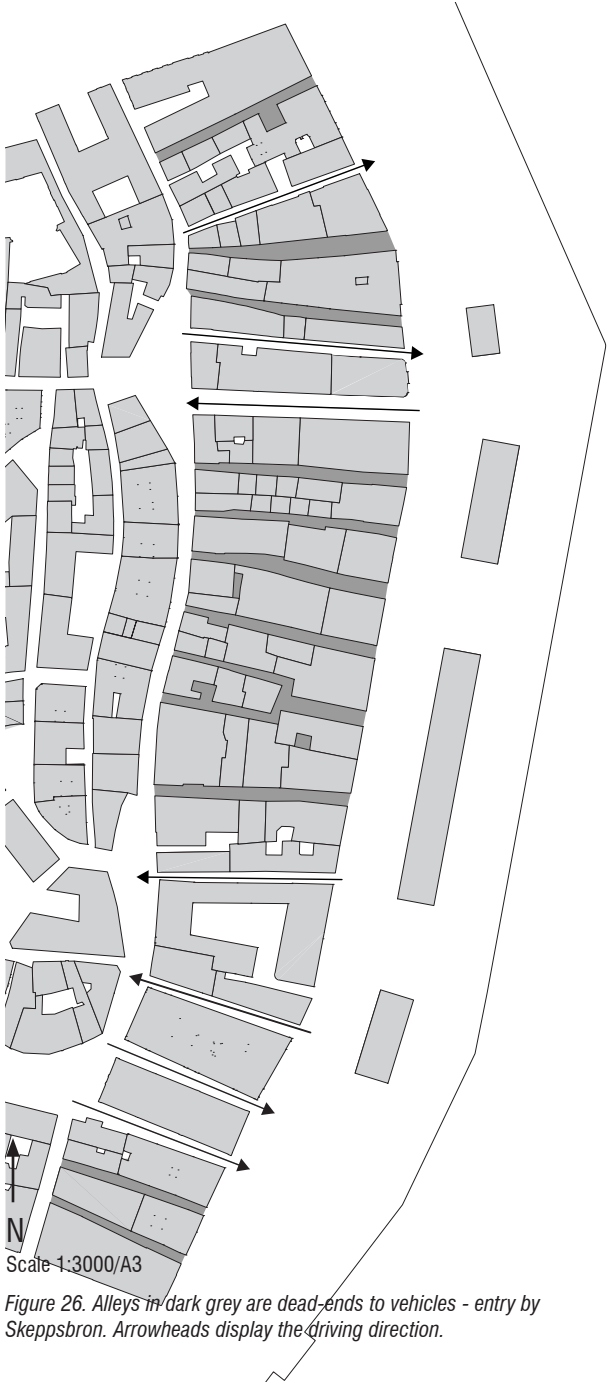 N
Scale 1:3000/A3
Figure 26. Alleys in dark grey are dead-ends to vehicles - entry by
Skeppsbron. Arrowheads display the driving direction.